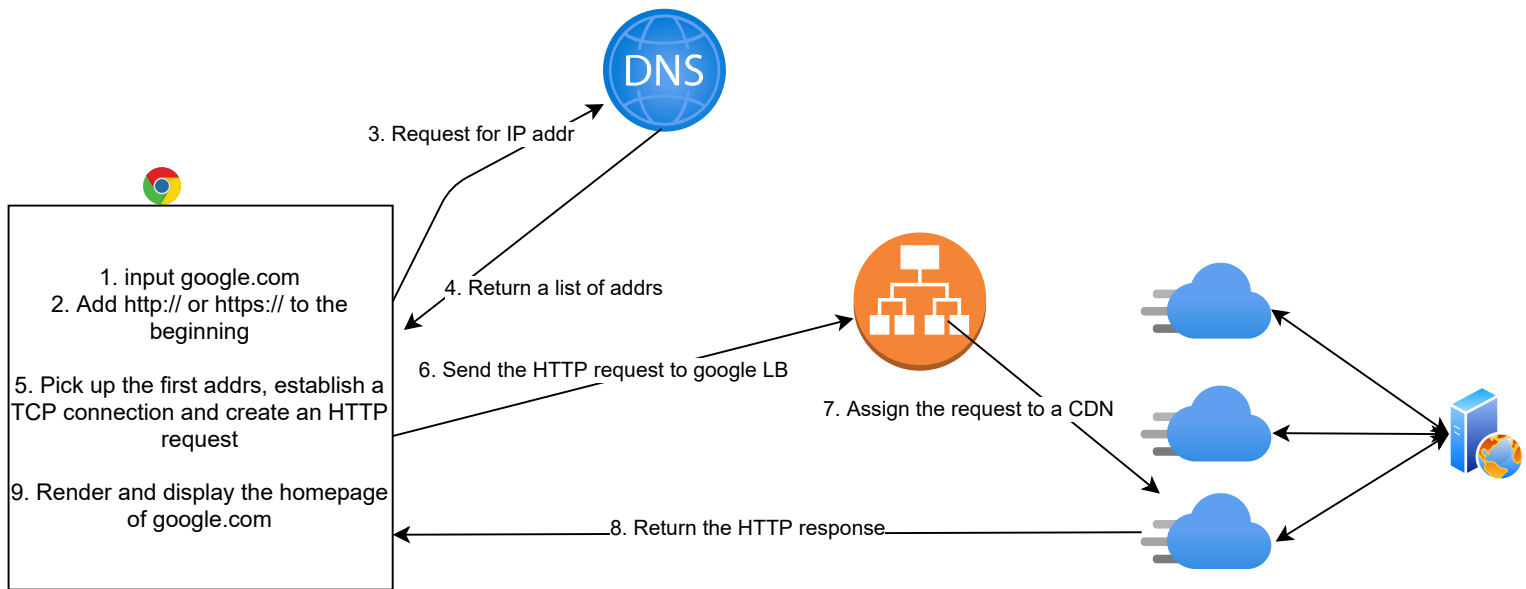 DNS
3. Request for IP addr
4. Return a list of addrs
1. input google.com
2. Add http:// or https:// to the
beginning
5. Pick up the first addrs, establish a
TCP connection and create an HTTP
request
9. Render and display the homepage
of google.com
6. Send the HTTP request to google LB
7. Assign the request to a CDN
8. Return the HTTP response